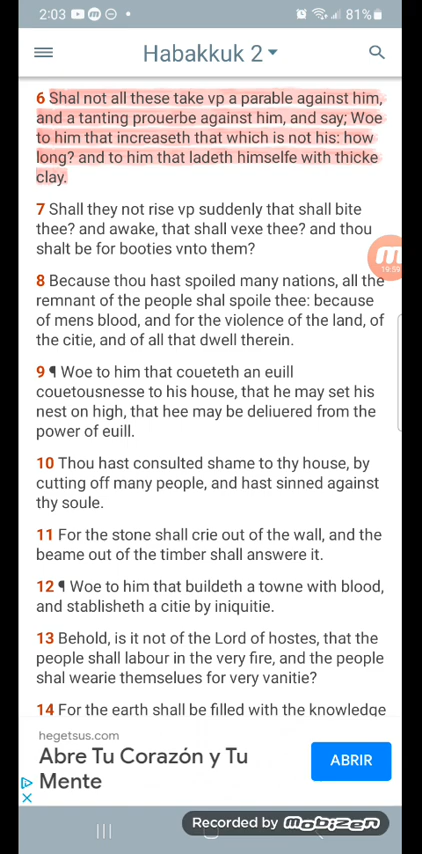 2:03 81%
Habakkuk 2
6 Shal not all these take vp a parable against him,
and a tanting prouerbe against him, and say; Woe
to him that increaseth that which is not his: how
long? and to him that ladeth himselfe with thicke
clay.
7 Shall they not rise vp suddenly that shall bite
thee? and awake, that shall vexe thee? and thou
shalt be for booties vnto them?
19:59
8 Because thou hast spoiled many nations, all the
remnant of the people shal spoile thee: because
of mens blood, and for the violence of the land, of
the citie, and of all that dwell therein.
9 ¶ Woe to him that coueteth an euill
couetousnesse to his house, that he may set his
nest on high, that hee may be deliuered from the
power of euill.
10 Thou hast consulted shame to thy house, by
cutting off many people, and hast sinned against
thy soule.
11 For the stone shall crie out of the wall, and the
beame out of the timber shall answere it.
12 ¶ Woe to him that buildeth a towne with blood,
and stablisheth a citie by iniquitie.
13 Behold, is it not of the Lord of hostes, that the
people shall labour in the very fire, and the people
shal wearie themselues for very vanitie?
14 For the earth shall be filled with the knowledge
hegetsus.com
Abre Tu Corazón y Tu
Mente
ABRIR
Recorded by mobizen